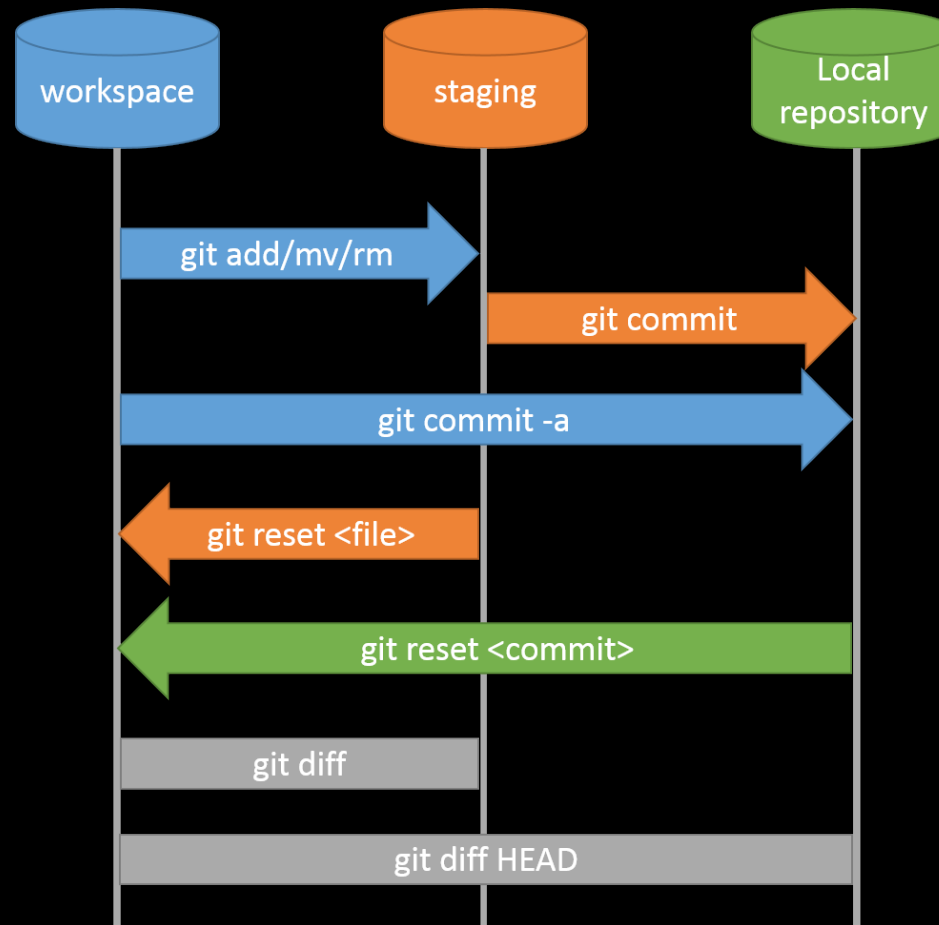 workspace
staging
Local
repository
git add/mv/rm
git commit
git commit -a
git reset <file>
git reset <commit>
git diff
git diff HEAD